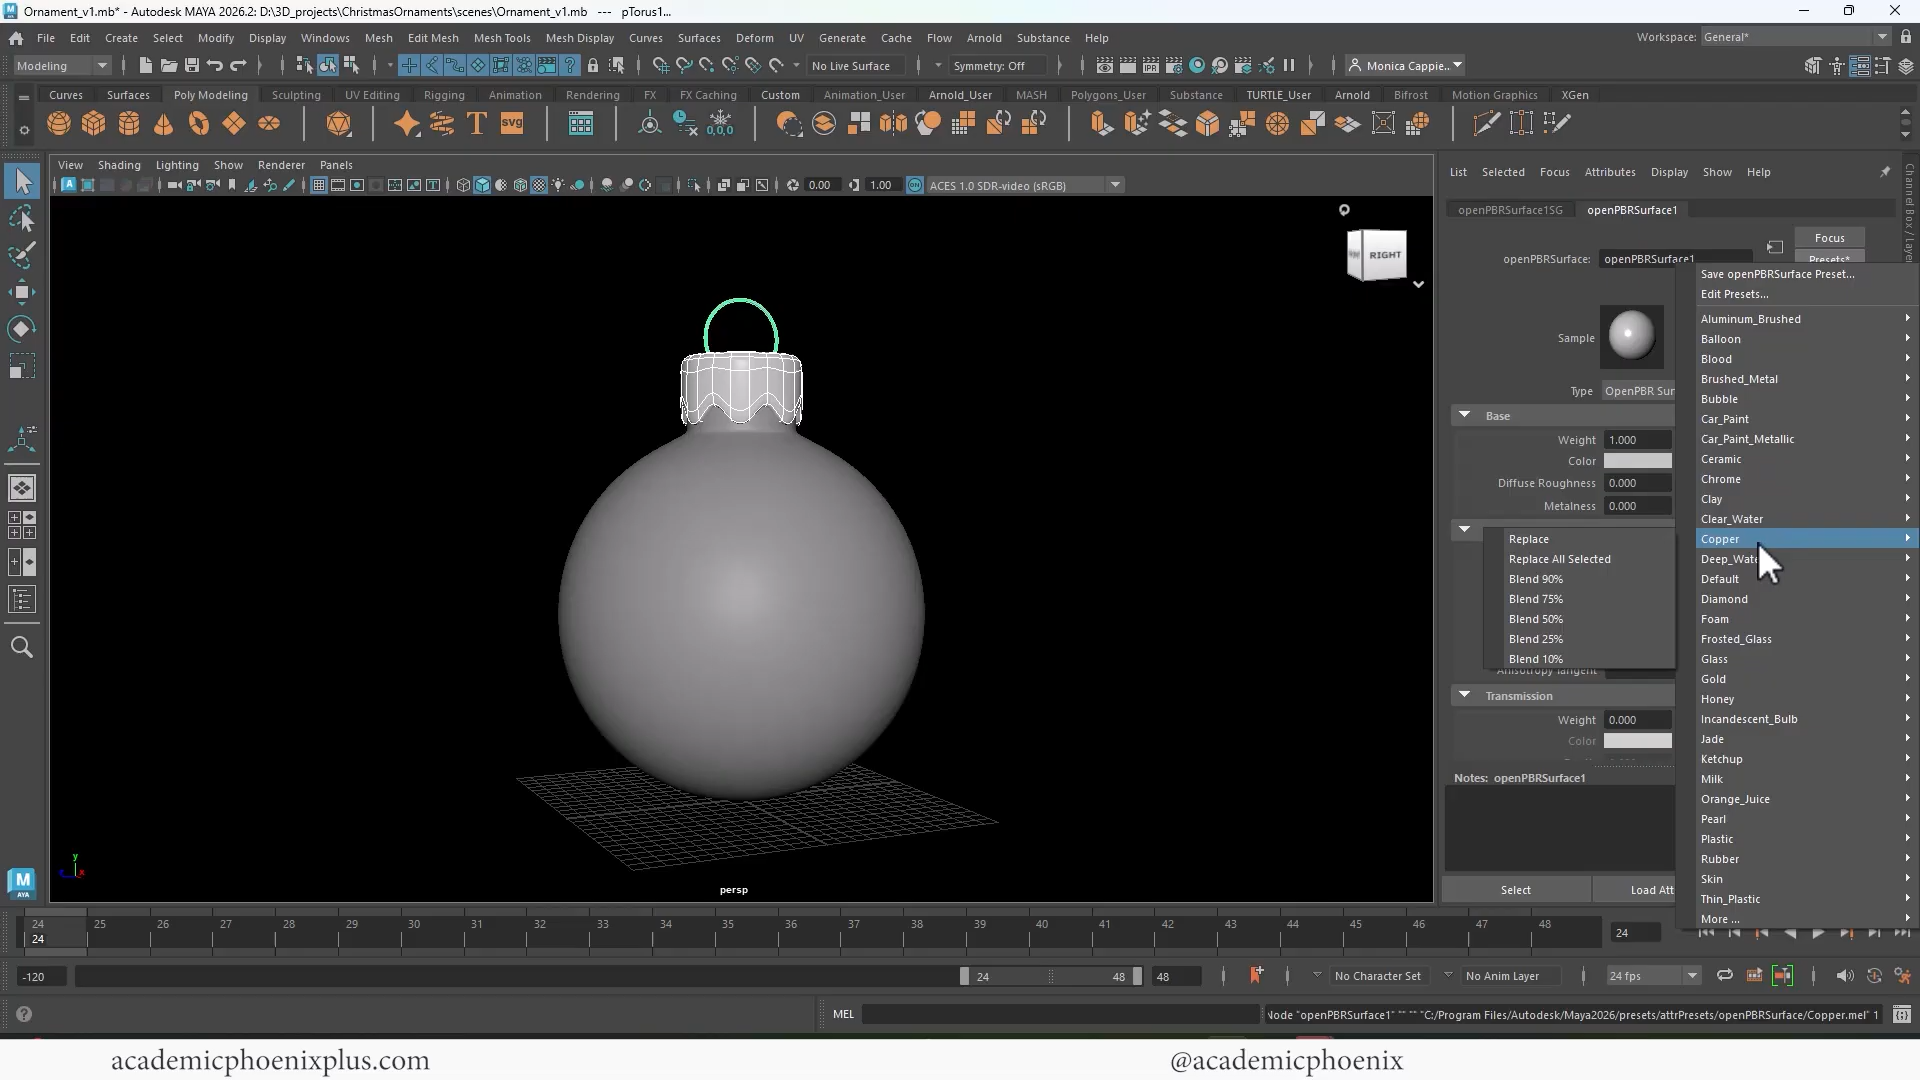 Ornament_v1.mb* - Autodesk MAYA 2026.2: D:\3D_projects\ChristmasOrnaments\scenes\Ornament_v1.mb --- pTorus1...
File Edit Create Select Modify Display Windows Mesh Edit Mesh Mesh Tools Mesh Display Curves Surfaces Deform UV Generate Cache Flow Arnold Substance Help
Workspace: General*
Modeling
No Live Surface
Symmetry: Off
Monica Cappie...
Curves Surfaces Poly Modeling Sculpting UV Editing Rigging Animation Rendering FX FX Caching Custom Animation_User Arnold_User MASH Polygons_User Substance TURTLE_User Arnold Bifrost Motion Graphics XGen
View Shading Lighting Show Renderer Panels
0.00 1.00 ACES 1.0 SDR-video (sRGB)
RIGHT
persp
List Selected Focus Attributes Display Show Help
openPBRSurface1SG openPBRSurface1
openPBRSurface: openPBRSurface1
Focus
Presets*
Sample
Type OpenPBR Sur
Base
Weight 1.000
Color
Diffuse Roughness 0.000
Metalness 0.000
Replace
Replace All Selected
Blend 90%
Blend 75%
Blend 50%
Blend 25%
Blend 10%
Anisotropy Tangent
Transmission
Weight 0.000
Color
Notes: openPBRSurface1
Select Load Att
Save openPBRSurface Preset...
Edit Presets...
Aluminum_Brushed
Balloon
Blood
Brushed_Metal
Bubble
Car_Paint
Car_Paint_Metallic
Ceramic
Chrome
Clay
Clear_Water
Copper
Deep_Wate
Default
Diamond
Foam
Frosted_Glass
Glass
Gold
Honey
Incandescent_Bulb
Jade
Ketchup
Milk
Orange_Juice
Pearl
Plastic
Rubber
Skin
Thin_Plastic
More ...
Channel Box / Laye
24 25 26 27 28 29 30 31 32 33 34 35 36 37 38 39 40 41 42 43 44 45 46 47 48
24
24
-120 24 48 48
No Character Set No Anim Layer 24 fps
MEL
Node "openPBRSurface1" "" "" "C:/Program Files/Autodesk/Maya2026/presets/attrPresets/openPBRSurface/Copper.mel" 1
academicphoenixplus.com
@academicphoenix